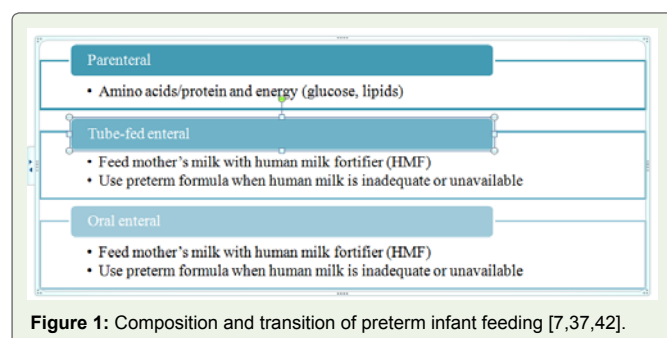 Parenteral
• Amino acids/protein and energy (glucose, lipids)
Tube-fed enteral
• Feed mother's milk with human milk fortifier (HMF)
• Use preterm formula when human milk is inadequate or unavailable
Oral enteral
• Feed mother's milk with human milk fortifier (HMF)
• Use preterm formula when human milk is inadequate or unavailable
Figure 1: Composition and transition of preterm infant feeding [7,37,42].